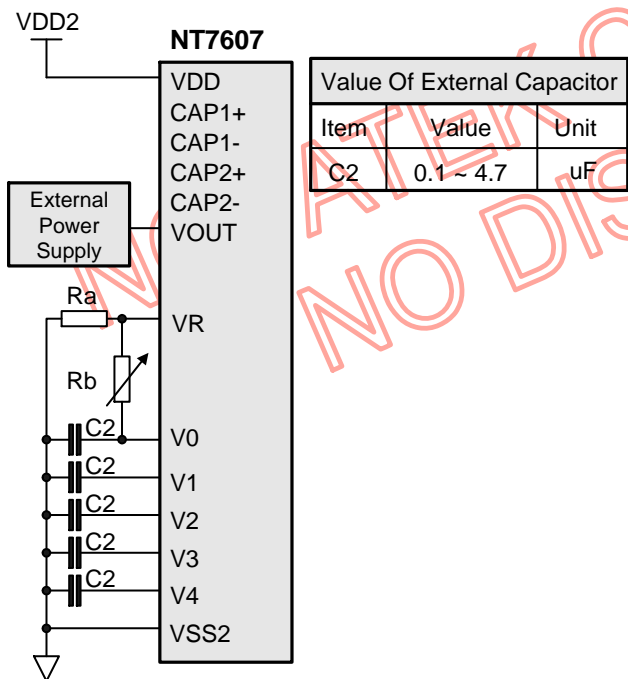 VDD2
NT7607
VDD
CAP1+
CAP1-
CAP2+
CAP2-
VOUT
External
Power
Supply
Ra
VR
Rb
C2
V0
C2
V1
C2
V2
C2
V3
C2
V4
VSS2
Value Of External Capacitor
Item Value Unit
C2 0.1 ~ 4.7 uF
NO DIS